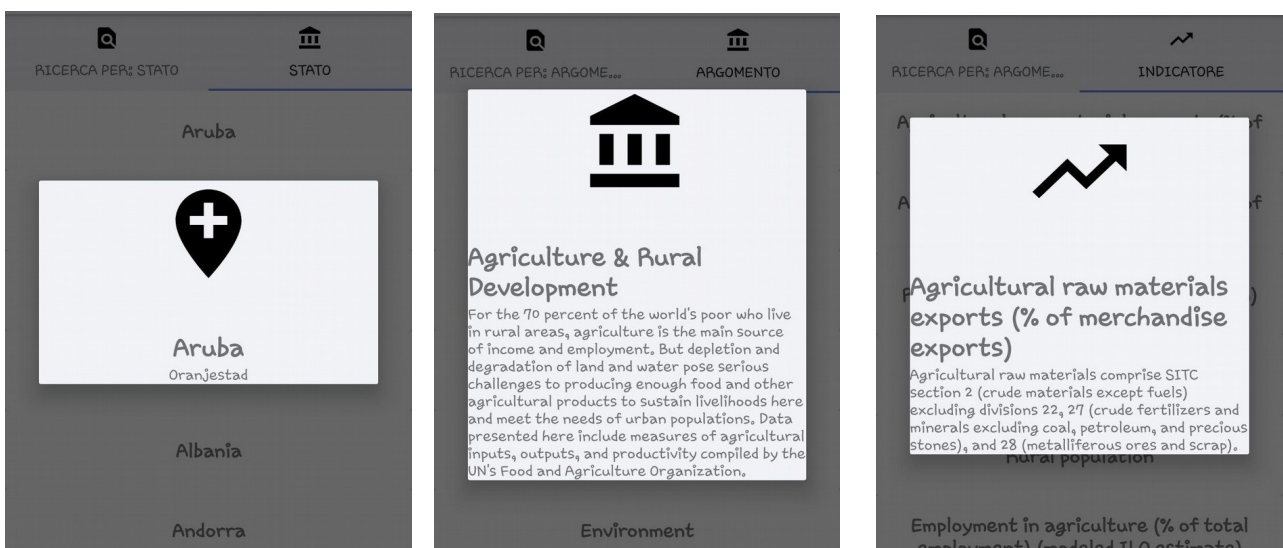 RICERCA PER: STATO
STATO
Aruba
Aruba
Oranjestad
Albania
Andorra
RICERCA PER: ARGOME...
ARGOMENTO
Agriculture & Rural
Development
For the 70 percent of the world's poor who live
in rural areas, agriculture is the main source
of income and employment. But depletion and
degradation of land and water pose serious
challenges to producing enough food and other
agricultural products to sustain livelihoods here
and meet the needs of urban populations. Data
presented here include measures of agricultural
inputs, outputs, and productivity compiled by the
UN's Food and Agriculture Organization.
Environment
RICERCA PER: ARGOME...
INDICATORE
Agricultural raw materials
exports (% of merchandise
exports)
Agricultural raw materials comprise SITC
section 2 (crude materials except fuels)
excluding divisions 22, 27 (crude fertilizers and
minerals excluding coal, petroleum, and precious
stones), and 28 (metalliferous ores and scrap).
Rural population
Employment in agriculture (% of total
employment) (modeled ILO estimate)